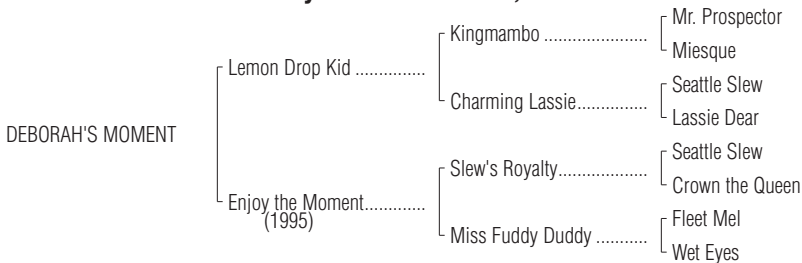 Mr. Prospector
Kingmambo .....................
Miesque
Lemon Drop Kid ...............
Seattle Slew
Charming Lassie..............
Lassie Dear
DEBORAH'S MOMENT
Seattle Slew
Slew's Royalty..................
Crown the Queen
Enjoy the Moment.............
(1995)
Fleet Mel
Miss Fuddy Duddy ...........
Wet Eyes